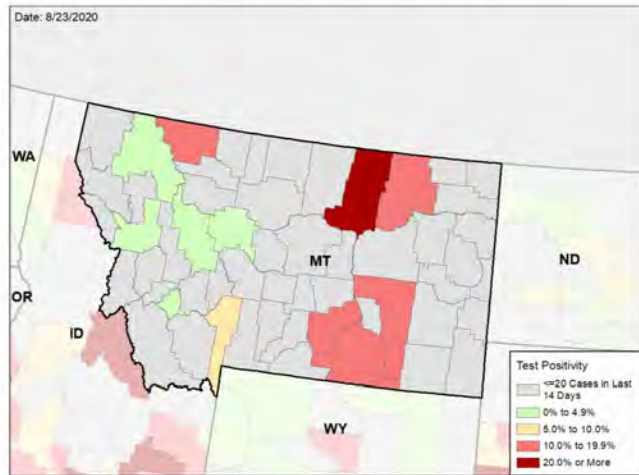 Date: 8/23/2020
WA
MT
ND
OR
ID
WY
Test Positivity
<=20 Cases in Last
14 Days
0% to 4.9%
5.0% to 10.0%
10.0% to 19.9%
20.0% or More